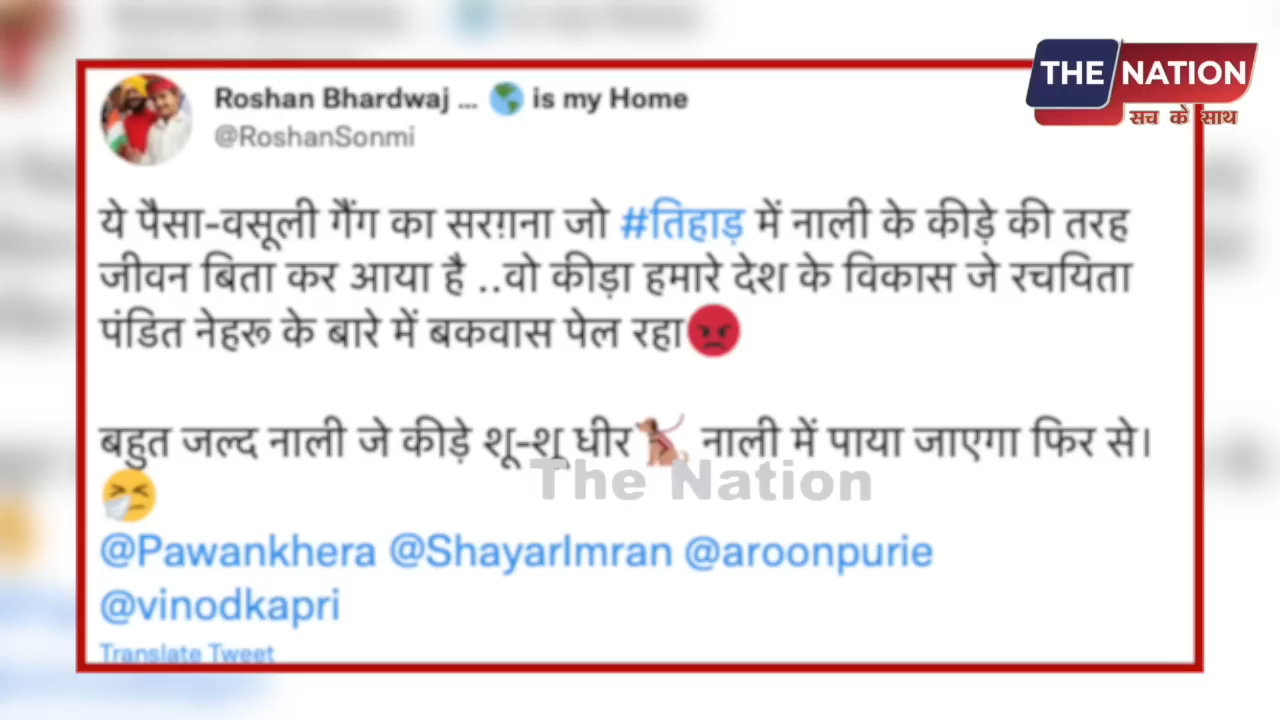 THE NATION
सच के साथ
Roshan Bhardwaj ... 🌎 is my Home
@RoshanSonmi
ये पैसा-वसूली गैंग का सरग़ना जो #तिहाड़ में नाली के कीड़े की तरह
जीवन बिता कर आया है ..वो कीड़ा हमारे देश के विकास जे रचयिता
पंडित नेहरू के बारे में बकवास पेल रहा😡
बहुत जल्द नाली जे कीड़े शू-शू धीर🐕‍🦺 नाली में पाया जाएगा फिर से।
🤧
The Nation
@Pawankhera @ShayarImran @aroonpurie
@vinodkapri
Translate Tweet